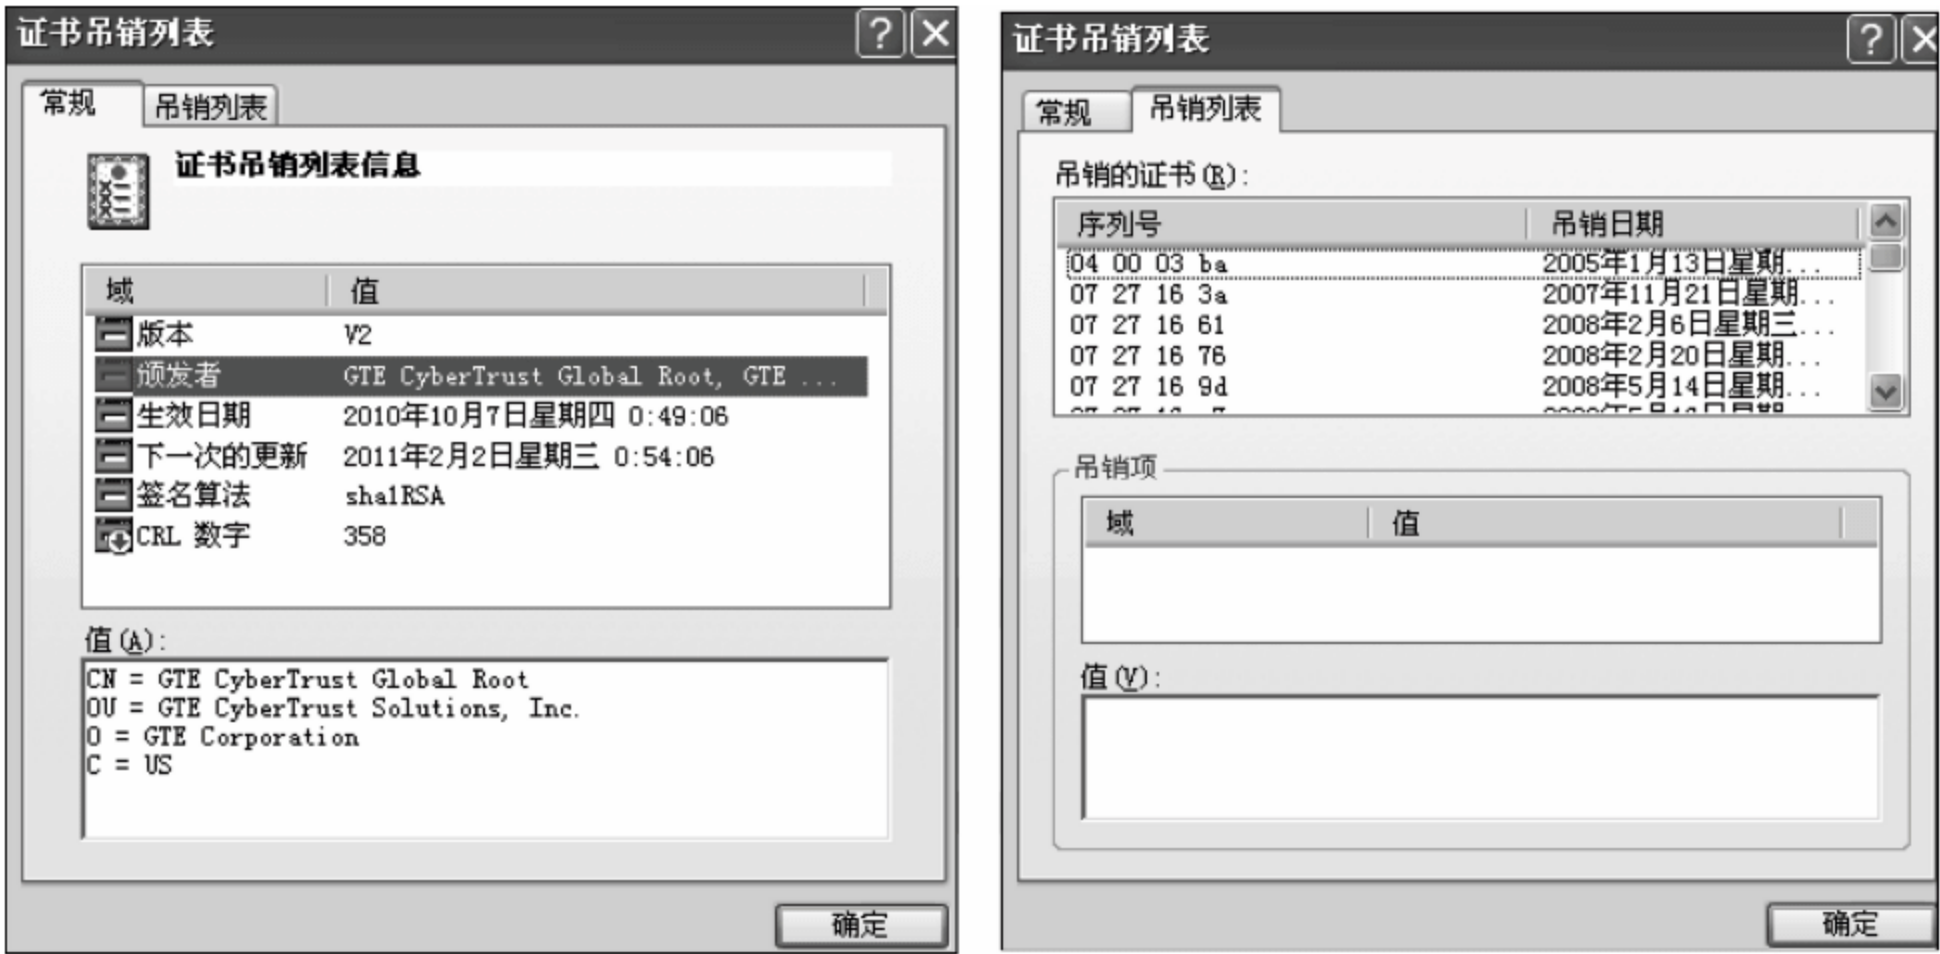 证书吊销列表
常规
吊销列表
证书吊销列表信息
域 值
版本 V2
颁发者 GTE CyberTrust Global Root, GTE ...
生效日期 2010年10月7日星期四 0:49:06
下一次的更新 2011年2月2日星期三 0:54:06
签名算法 sha1RSA
CRL 数字 358
值(A):
CN = GTE CyberTrust Global Root
OU = GTE CyberTrust Solutions, Inc.
O = GTE Corporation
C = US
确定
证书吊销列表
常规
吊销列表
吊销的证书(R):
序列号 吊销日期
04 00 03 ba 2005年1月13日星期...
07 27 16 3a 2007年11月21日星期...
07 27 16 61 2008年2月6日星期三...
07 27 16 76 2008年2月20日星期...
07 27 16 9d 2008年5月14日星期...
吊销项
域 值
值(V):
确定